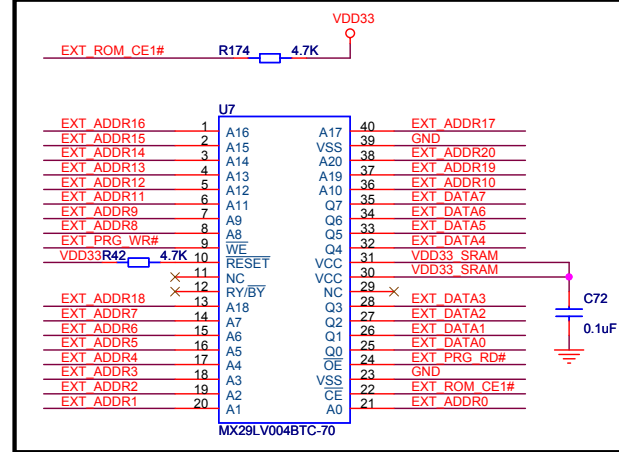 VDD33
EXT_ROM_CE1# R174 4.7K
U7
EXT_ADDR16 1 A16 A17 40 EXT_ADDR17
EXT_ADDR15 2 A15 VSS 39 GND
EXT_ADDR14 3 A14 A20 38 EXT_ADDR20
EXT_ADDR13 4 A13 A19 37 EXT_ADDR19
EXT_ADDR12 5 A12 A10 36 EXT_ADDR10
EXT_ADDR11 6 A11 Q7 35 EXT_DATA7
EXT_ADDR9 7 A9 Q6 34 EXT_DATA6
EXT_ADDR8 8 A8 Q5 33 EXT_DATA5
EXT_PRG_WR# 9 WE Q4 32 EXT_DATA4
VDD33 R42 4.7K 10 RESET VCC 31 VDD33_SRAM
11 NC VCC 30 VDD33_SRAM
12 RY/BY NC 29
EXT_ADDR18 13 A18 Q3 28 EXT_DATA3
EXT_ADDR7 14 A7 Q2 27 EXT_DATA2
EXT_ADDR6 15 A6 Q1 26 EXT_DATA1
EXT_ADDR5 16 A5 Q0 25 EXT_DATA0
EXT_ADDR4 17 A4 OE 24 EXT_PRG_RD#
EXT_ADDR3 18 A3 VSS 23 GND
EXT_ADDR2 19 A2 CE 22 EXT_ROM_CE1#
EXT_ADDR1 20 A1 A0 21 EXT_ADDR0
C72
0.1uF
MX29LV004BTC-70